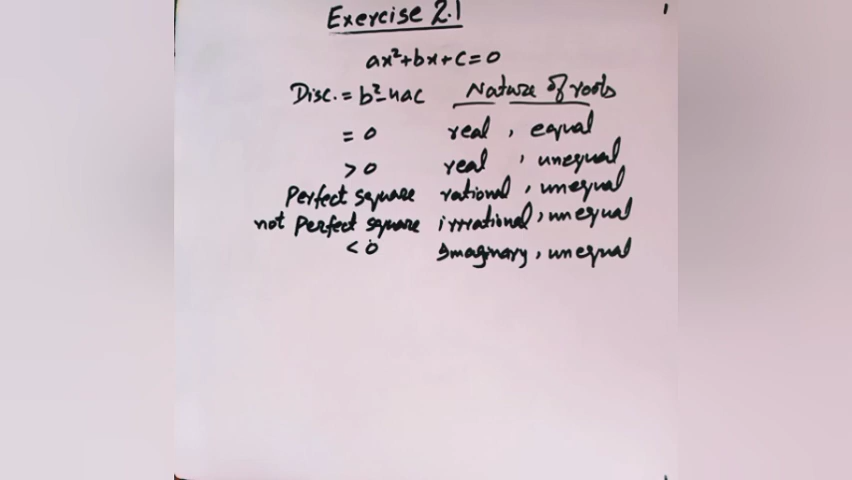 Exercise 2.1
ax²+bx+c=0
Disc.= b²-4ac Nature of roots
= 0 real, equal
> 0 real, unequal
Perfect square rational, unequal
not Perfect square irrational, unequal
< 0 Imaginary, unequal